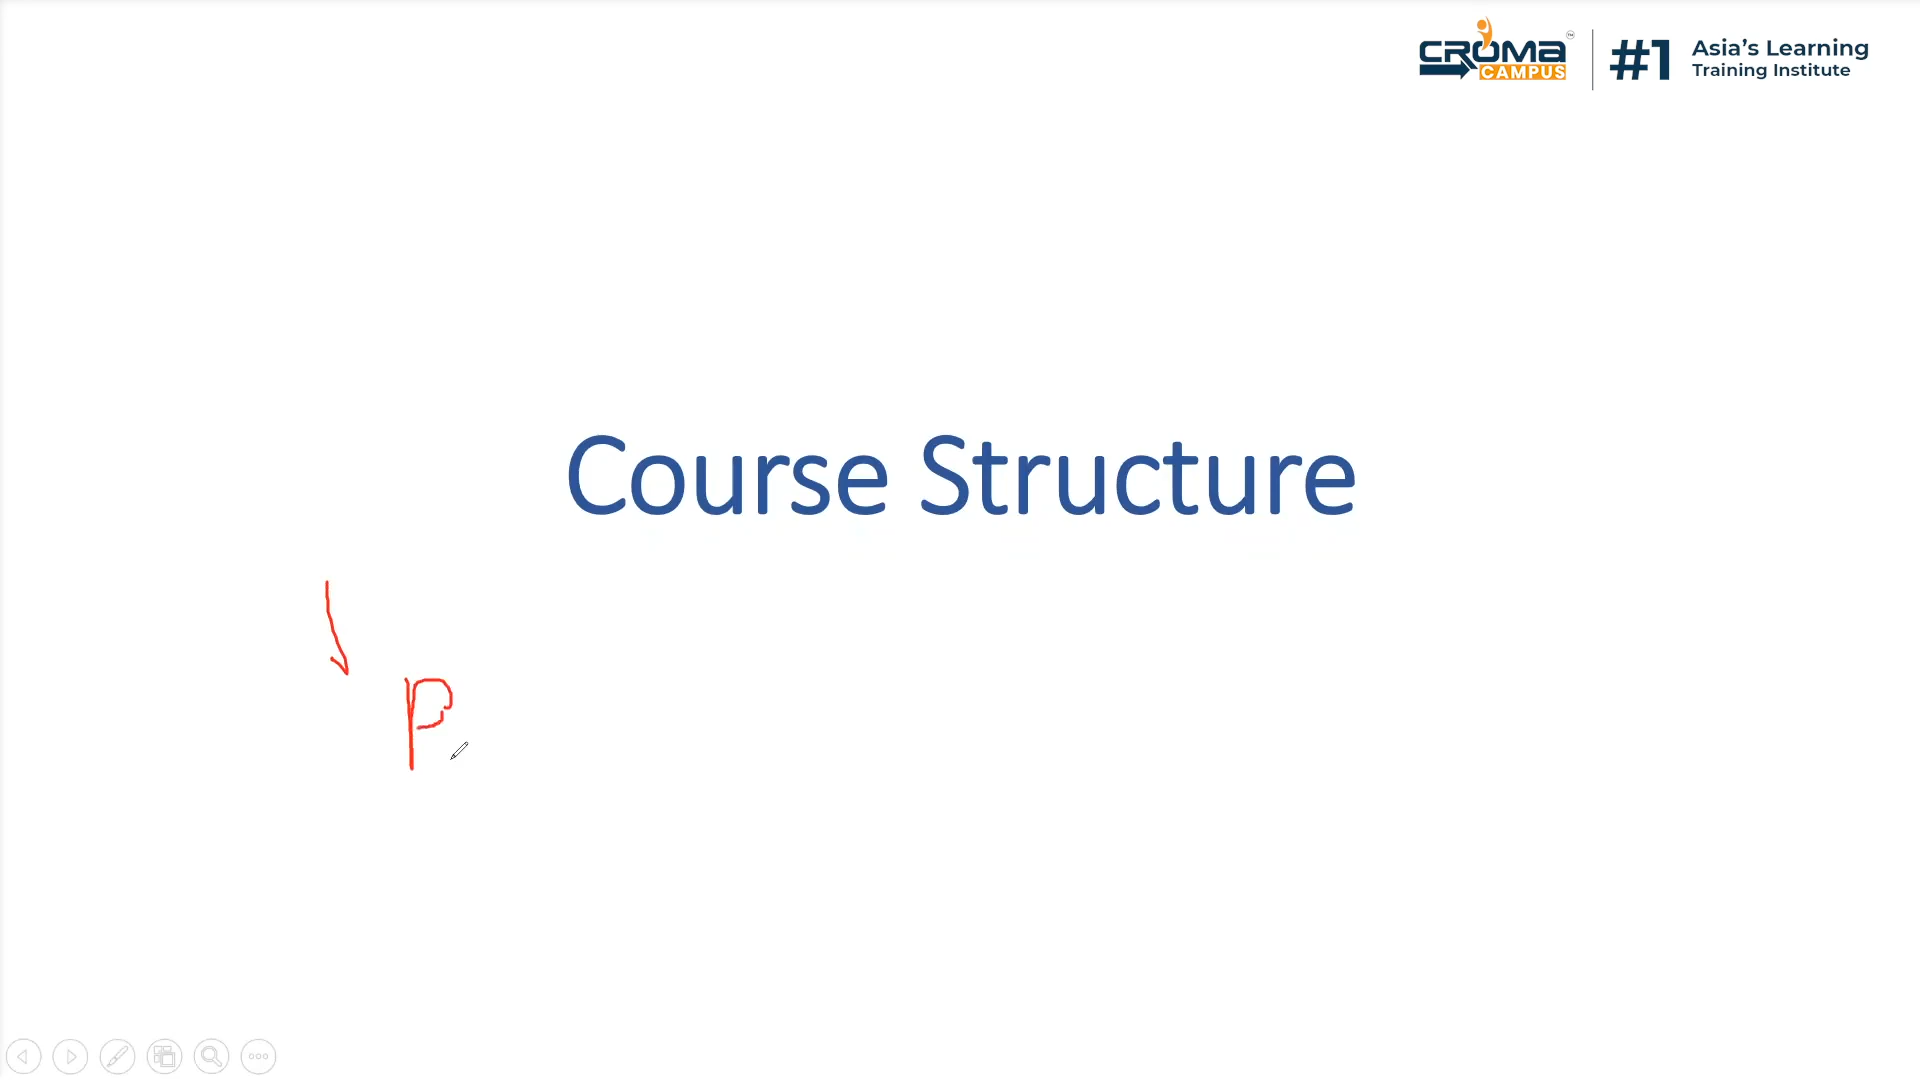 CROMA CAMPUS
#1
Asia's Learning
Training Institute
Course Structure
P